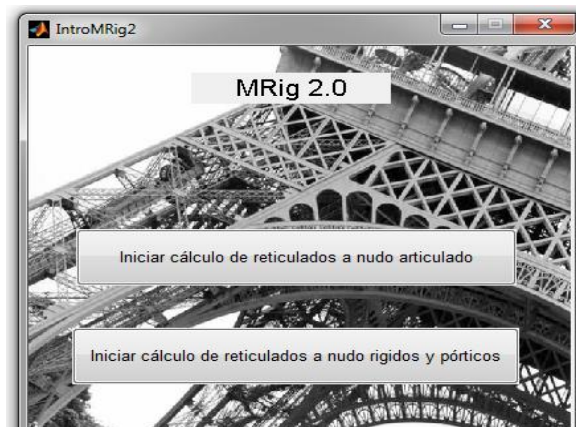 IntroMRig2
MRig 2.0
Iniciar cálculo de reticulados a nudo articulado
Iniciar cálculo de reticulados a nudo rigidos y pórticos